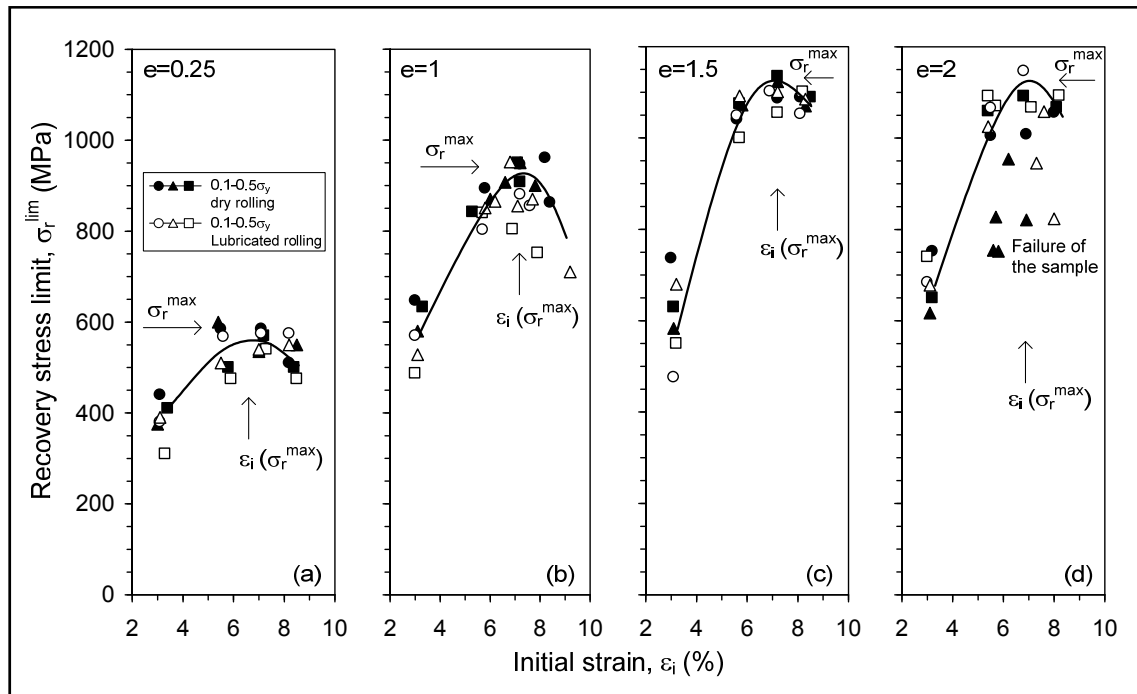 Recovery stress limit, σr^lim (MPa)
1200
1000
800
600
400
200
0
e=0.25
0.1-0.5σy
dry rolling
0.1-0.5σy
Lubricated rolling
σr^max
εi (σr^max)
(a)
2 4 6 8 10
e=1
σr^max
εi (σr^max)
(b)
2 4 6 8 10
e=1.5
σr^max
εi (σr^max)
(c)
2 4 6 8 10
e=2
σr^max
Failure of
the sample
εi (σr^max)
(d)
2 4 6 8 10
Initial strain, εi (%)